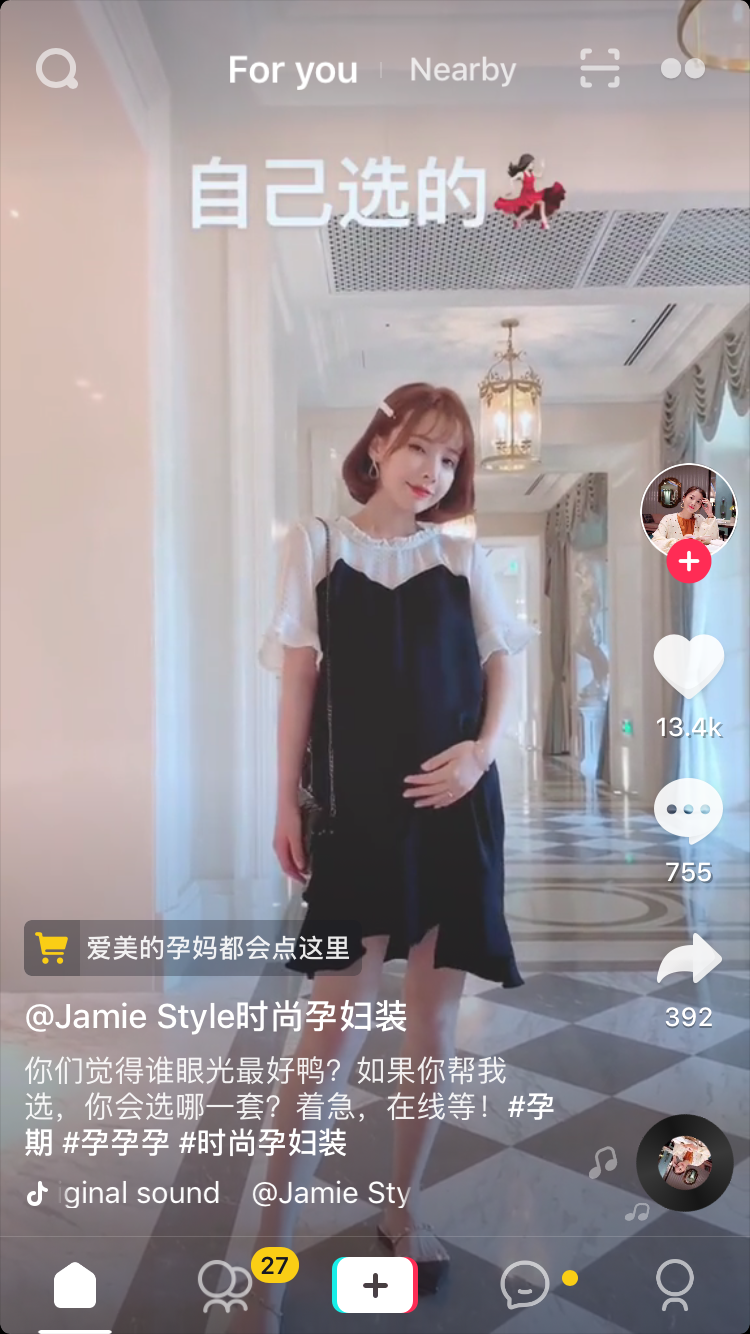 For you
Nearby
自己选的💃
13.4k
755
爱美的孕妈都会点这里
392
@Jamie Style时尚孕妇装
你们觉得谁眼光最好鸭？如果你帮我
选，你会选哪一套？着急，在线等！#孕
期 #孕孕孕 #时尚孕妇装
iginal sound @Jamie Sty
27